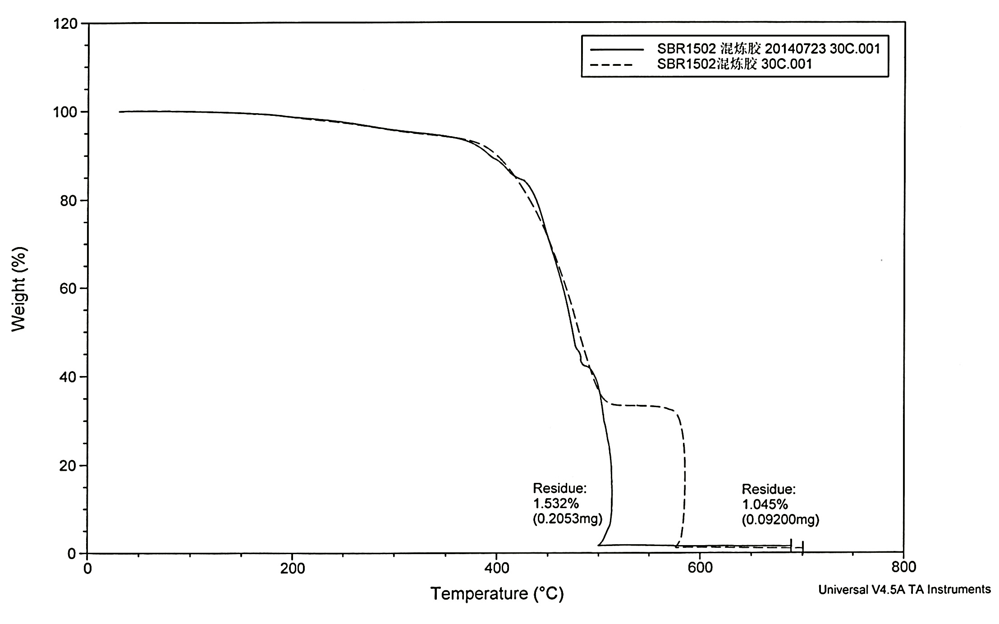 120
SBR1502 混炼胶 20140723 30C.001
SBR1502混炼胶 30C.001
100
80
Weight (%)
60
40
20
Residue:
1.532%
(0.2053mg)
Residue:
1.045%
(0.09200mg)
0
0 200 400 600 800
Temperature (°C)
Universal V4.5A TA Instruments